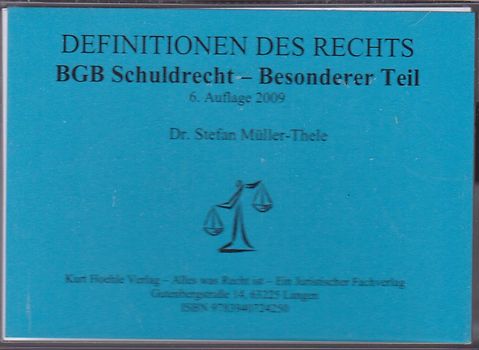 DEFINITIONEN DES RECHTS
BGB Schuldrecht – Besonderer Teil
6. Auflage 2009
Dr. Stefan Müller-Thele
Kurt Hoehle Verlag – Alles was Recht ist – Ein Juristischer Fachverlag
Gutenbergstraße 14, 63225 Langen
ISBN 9783940724250